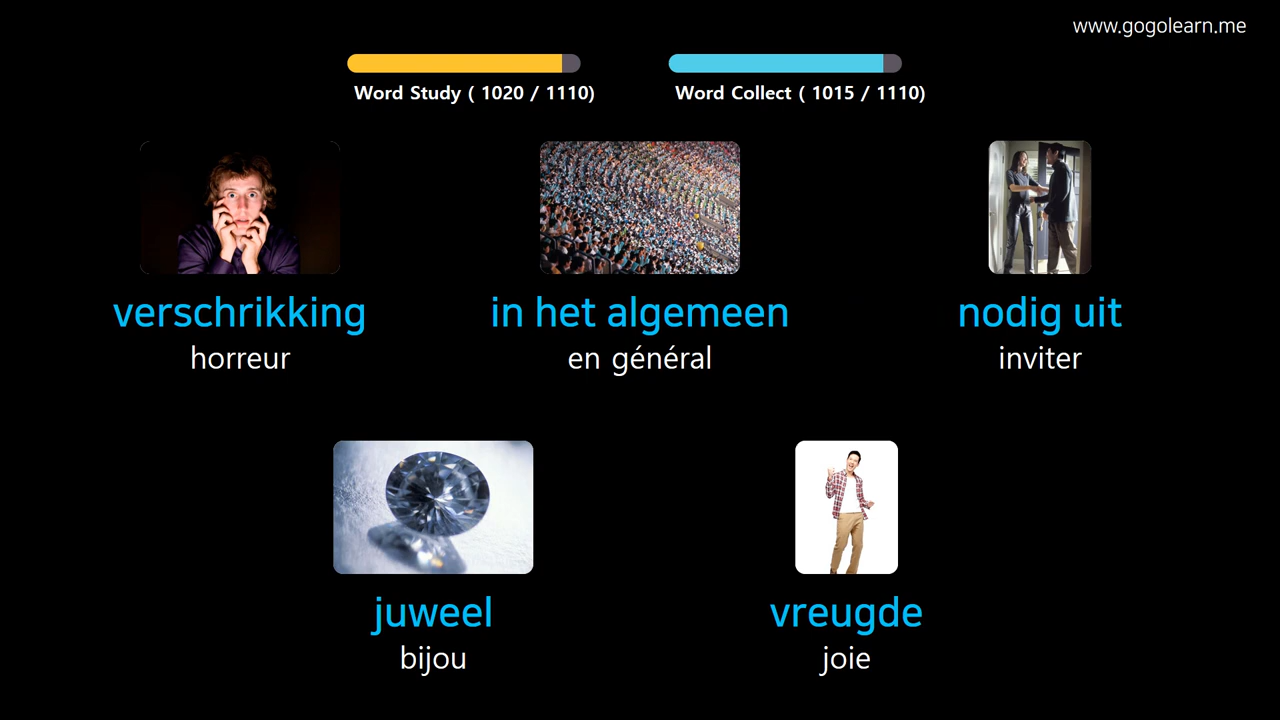 www.gogolearn.me
Word Study ( 1020 / 1110)
Word Collect ( 1015 / 1110)
verschrikking
horreur
in het algemeen
en général
nodig uit
inviter
juweel
bijou
vreugde
joie